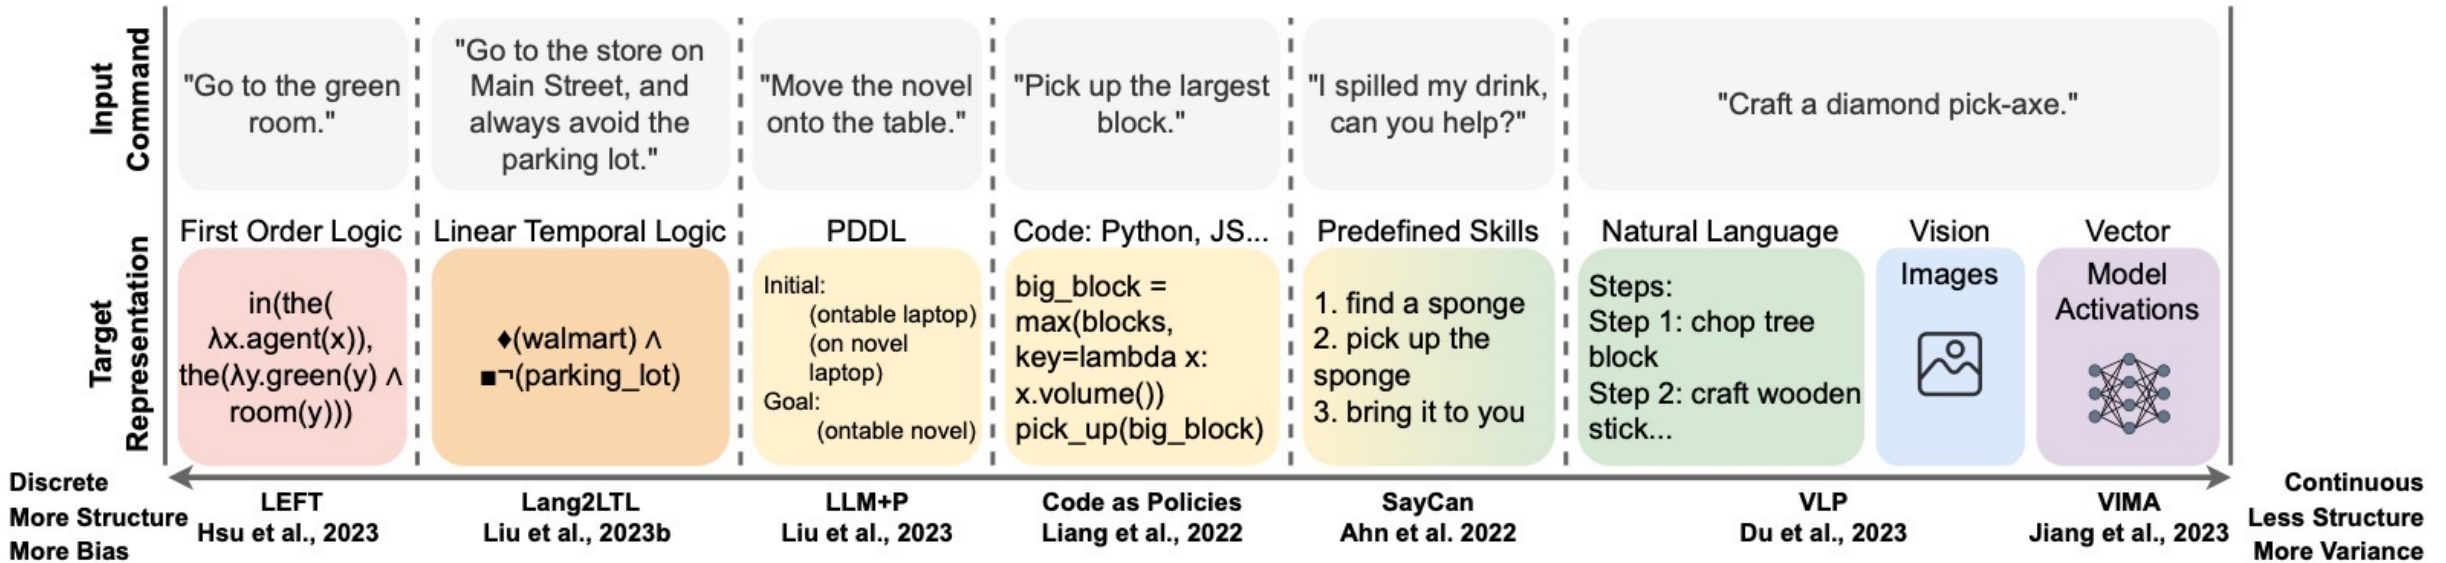 Input
Command
"Go to the green
room."
"Go to the store on
Main Street, and
always avoid the
parking lot."
"Move the novel
onto the table."
"Pick up the largest
block."
"I spilled my drink,
can you help?"
"Craft a diamond pick-axe."
Target
Representation
First Order Logic
in(the(
λx.agent(x)),
the(λy.green(y) ∧
room(y)))
Linear Temporal Logic
♦(walmart) ∧
■¬(parking_lot)
PDDL
Initial:
(ontable laptop)
(on novel
laptop)
Goal:
(ontable novel)
Code: Python, JS...
big_block =
max(blocks,
key=lambda x:
x.volume())
pick_up(big_block)
Predefined Skills
1. find a sponge
2. pick up the
sponge
3. bring it to you
Natural Language
Steps:
Step 1: chop tree
block
Step 2: craft wooden
stick...
Vision
Images
Vector
Model
Activations
Discrete
More Structure
More Bias
LEFT
Hsu et al., 2023
Lang2LTL
Liu et al., 2023b
LLM+P
Liu et al., 2023
Code as Policies
Liang et al., 2022
SayCan
Ahn et al. 2022
VLP
Du et al., 2023
VIMA
Jiang et al., 2023
Continuous
Less Structure
More Variance